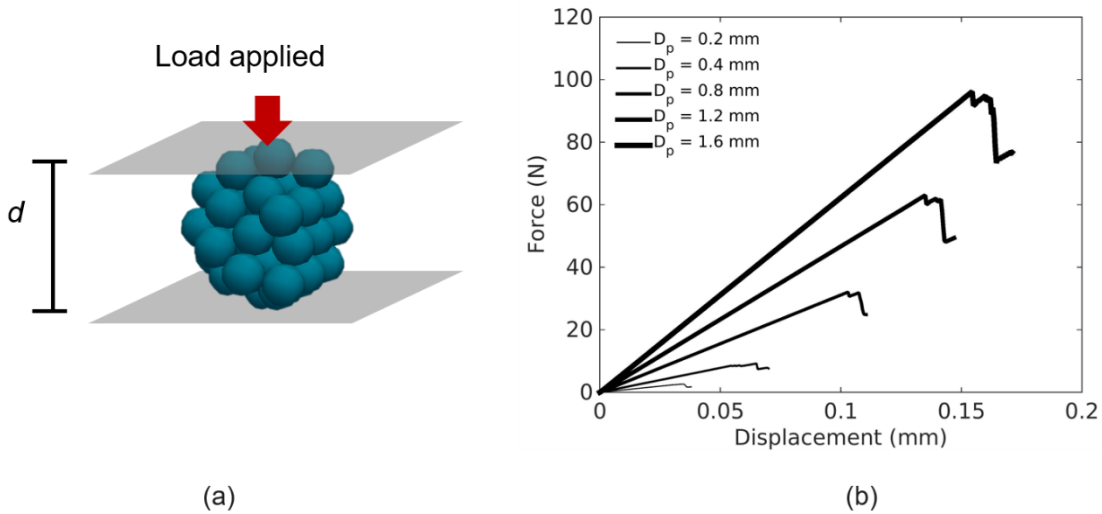 Load applied
d
(a)
120
100
80
60
40
20
0
Force (N)
D_p = 0.2 mm
D_p = 0.4 mm
D_p = 0.8 mm
D_p = 1.2 mm
D_p = 1.6 mm
0 0.05 0.1 0.15 0.2
Displacement (mm)
(b)